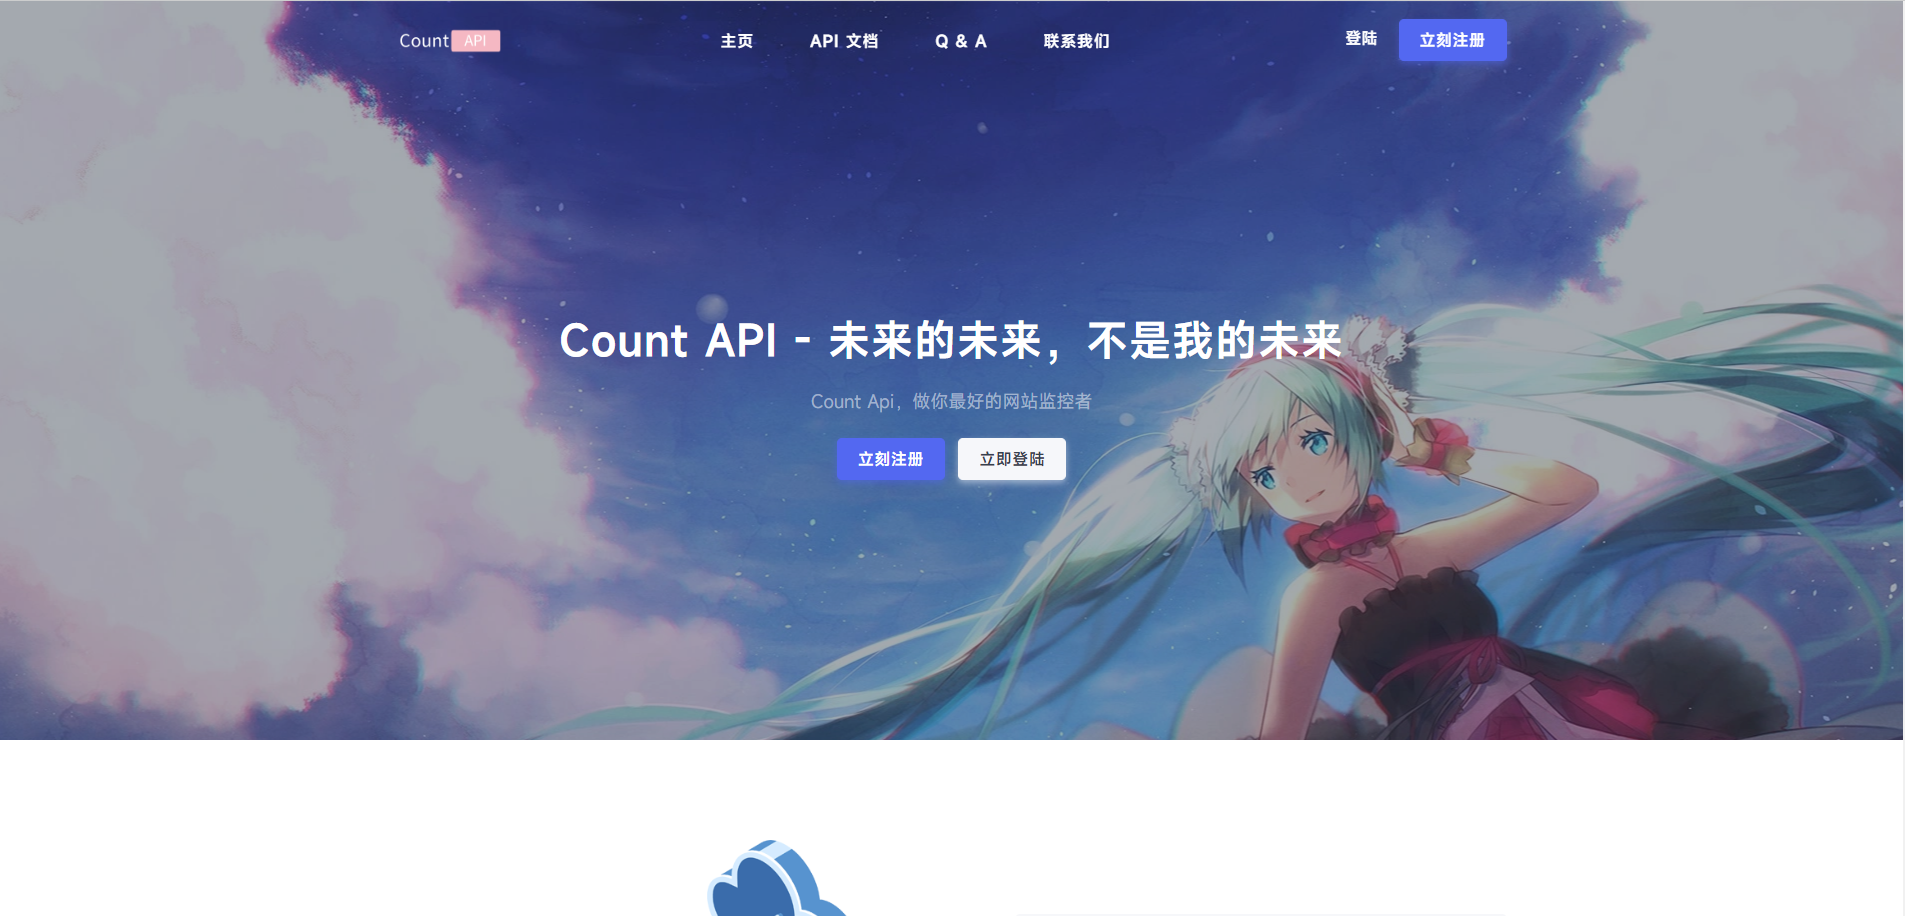 Count API
主页
API 文档
Q & A
联系我们
登陆
立刻注册
Count API - 未来的未来，不是我的未来
Count Api，做你最好的网站监控者
立刻注册
立即登陆